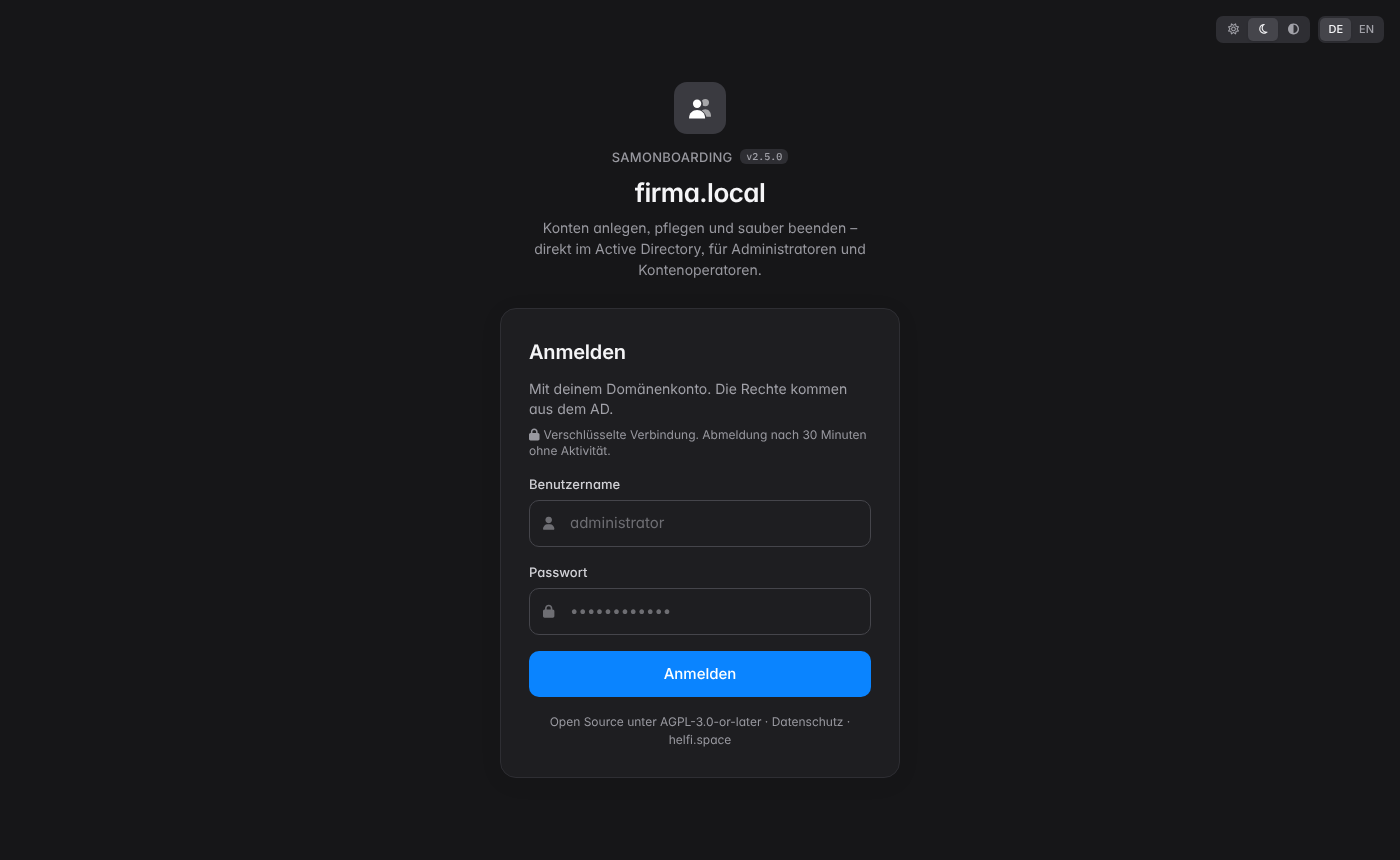 DE EN
SAMONBOARDING v2.5.0
firma.local
Konten anlegen, pflegen und sauber beenden –
direkt im Active Directory, für Administratoren und
Kontenoperatoren.
Anmelden
Mit deinem Domänenkonto. Die Rechte kommen
aus dem AD.
Verschlüsselte Verbindung. Abmeldung nach 30 Minuten
ohne Aktivität.
Benutzername
administrator
Passwort
••••••••••••
Anmelden
Open Source unter AGPL-3.0-or-later · Datenschutz ·
helfi.space